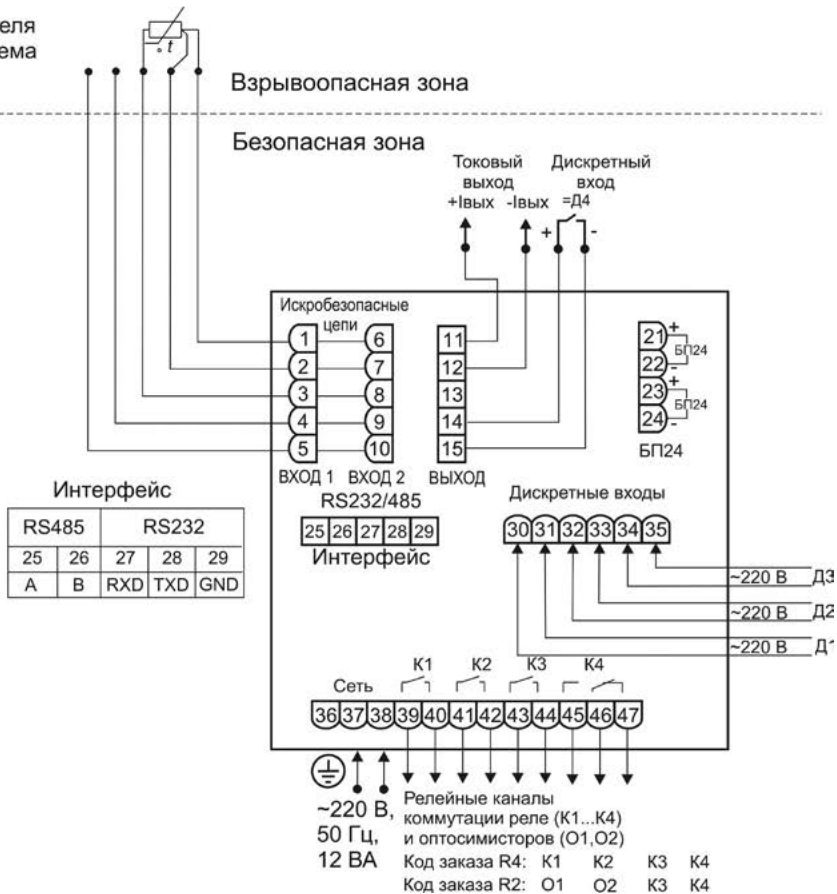 еля
ема
t
Взрывоопасная зона
Безопасная зона
Токовый выход
+Iвых -Iвых
Дискретный вход
=Д4
+ -
Искробезопасные цепи
1 6 11
2 7 12
3 8 13
4 9 14
5 10 15
ВХОД 1 ВХОД 2 ВЫХОД
21 + БП24
22 -
23 + БП24
24 -
БП24
RS232/485
25 26 27 28 29
Интерфейс
Интерфейс
RS485 RS232
25 26 27 28 29
A B RXD TXD GND
Дискретные входы
30 31 32 33 34 35
~220 В Д3
~220 В Д2
~220 В Д1
К1 К2 К3 К4
Сеть
36 37 38 39 40 41 42 43 44 45 46 47
~220 В,
50 Гц,
12 ВА
Релейные каналы
коммутации реле (К1...К4)
и оптосимисторов (О1,О2)
Код заказа R4: К1 К2 К3 К4
Код заказа R2: О1 О2 К3 К4